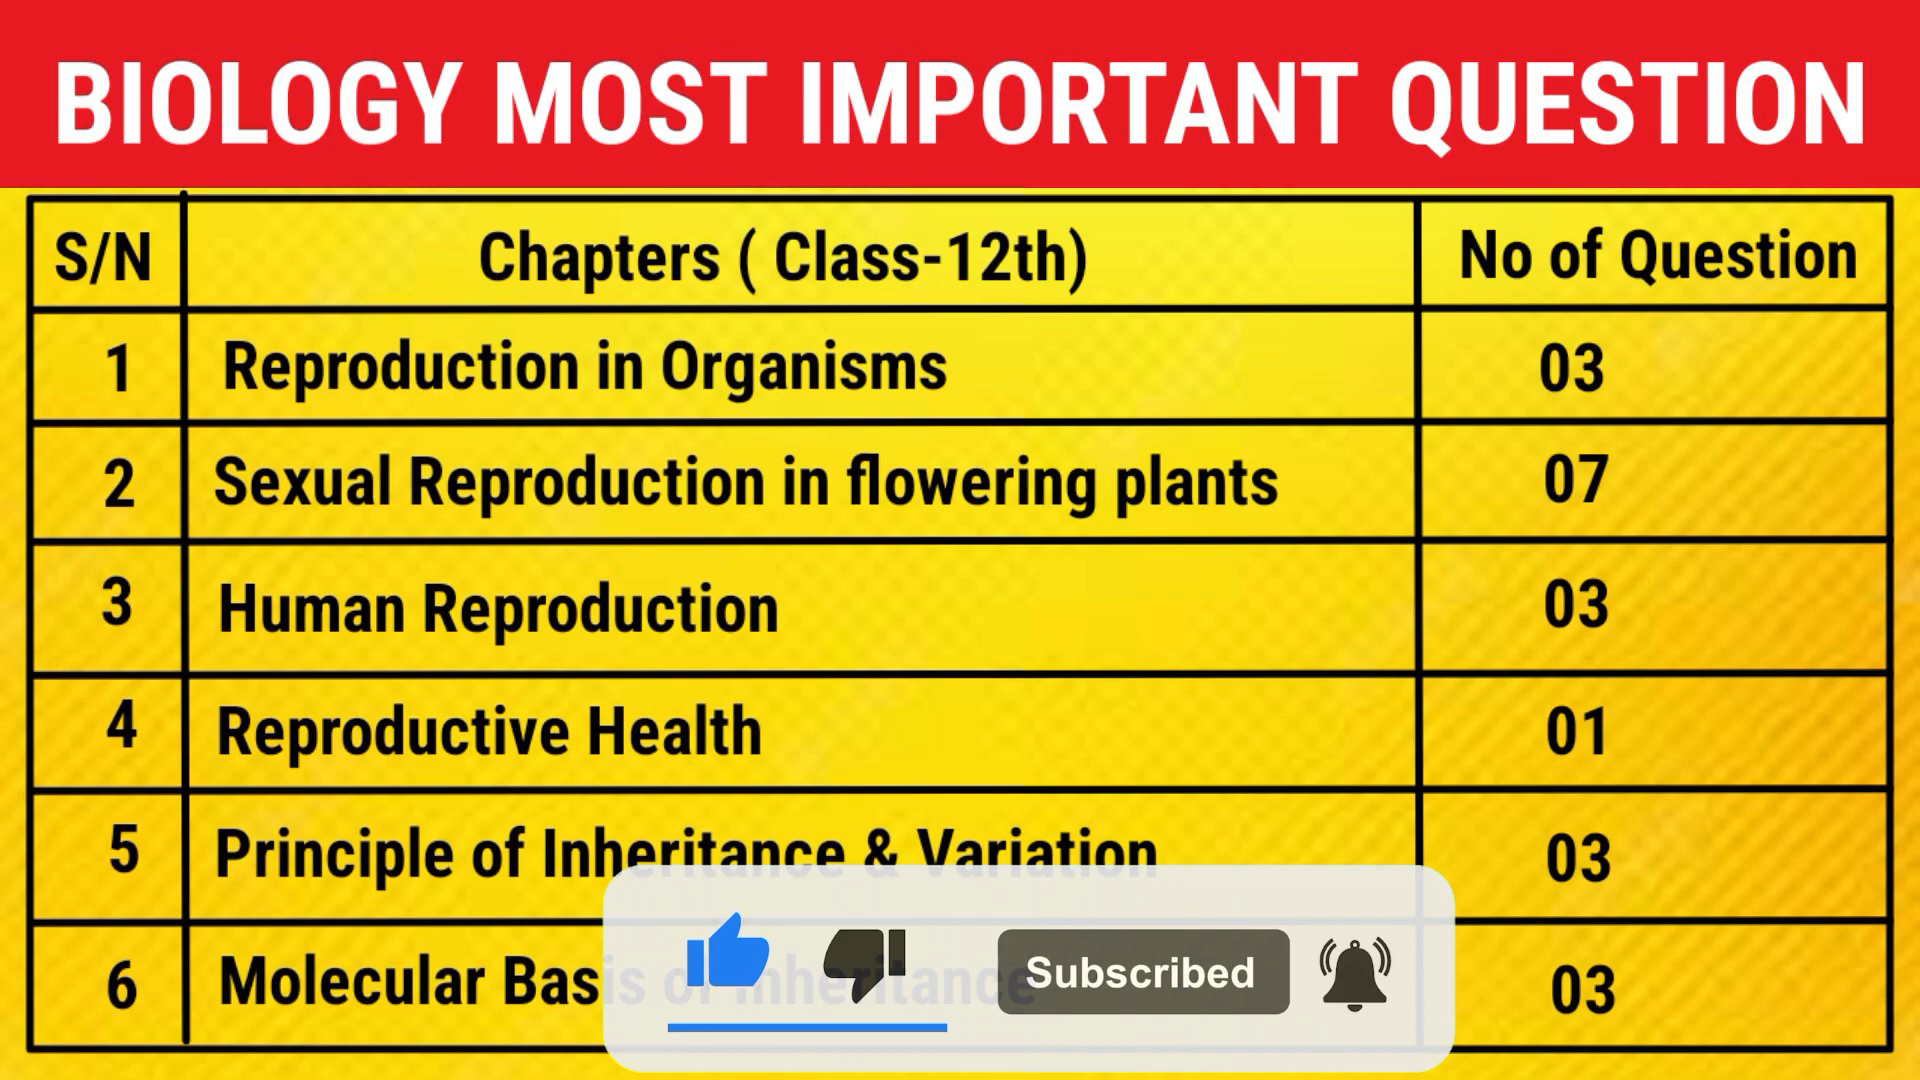 BIOLOGY MOST IMPORTANT QUESTION
S/N Chapters ( Class-12th) No of Question
1 Reproduction in Organisms 03
2 Sexual Reproduction in flowering plants 07
3 Human Reproduction 03
4 Reproductive Health 01
5 Principle of Inheritance & Variation 03
6 Molecular Basis of Inheritance 03
Subscribed